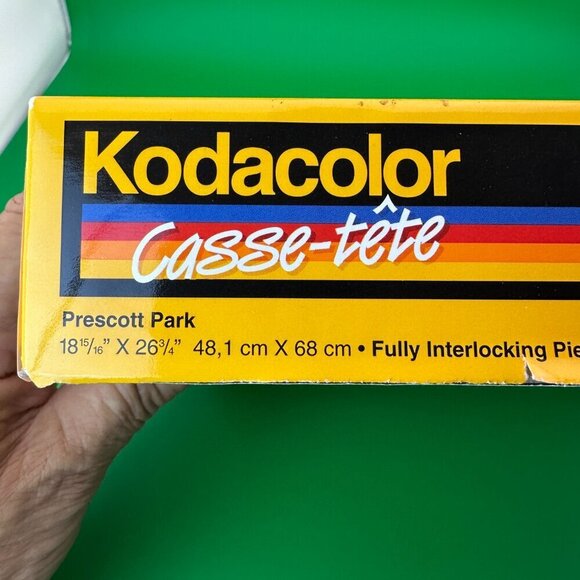 Kodacolor
Casse-tête
Prescott Park
18 15/16" X 26 3/4" 48,1 cm X 68 cm • Fully Interlocking Pie